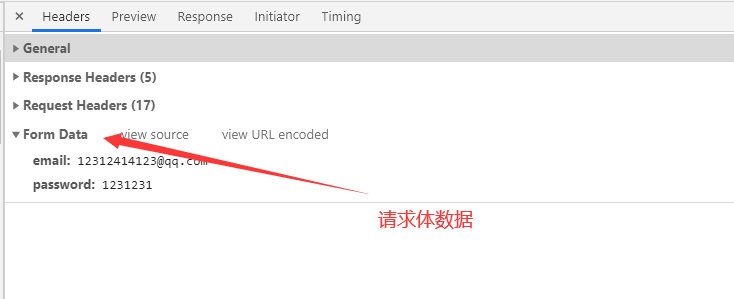 × Headers Preview Response Initiator Timing
General
Response Headers (5)
Request Headers (17)
Form Data view source view URL encoded
email: 12312414123@qq.com
password: 1231231
请求体数据